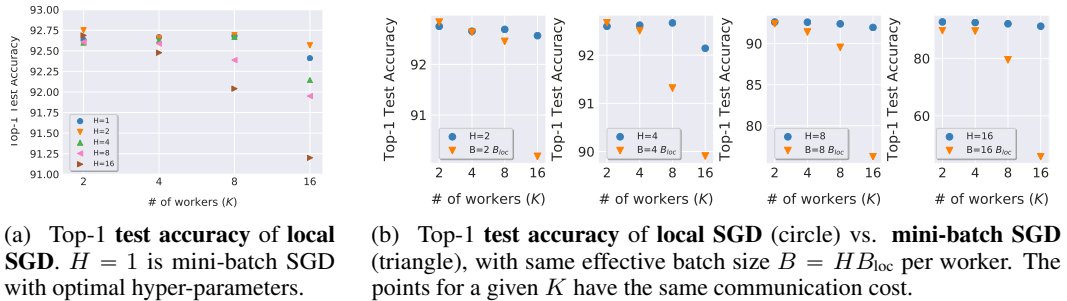 93.00
92.75
92.50
92.25
92.00
91.75
91.50
91.25
91.00
Top-1 Test Accuracy
H=1
H=2
H=4
H=8
H=16
2 4 8 16
# of workers (K)
(a) Top-1 test accuracy of local
SGD. H = 1 is mini-batch SGD
with optimal hyper-parameters.
Top-1 Test Accuracy
92
91
H=2
B=2 Bloc
2 4 8 16
# of workers (K)
Top-1 Test Accuracy
92
91
90
H=4
B=4 Bloc
2 4 8 16
# of workers (K)
Top-1 Test Accuracy
90
85
80
H=8
B=8 Bloc
2 4 8 16
# of workers (K)
Top-1 Test Accuracy
80
60
H=16
B=16 Bloc
2 4 8 16
# of workers (K)
(b) Top-1 test accuracy of local SGD (circle) vs. mini-batch SGD
(triangle), with same effective batch size B = HBloc per worker. The
points for a given K have the same communication cost.